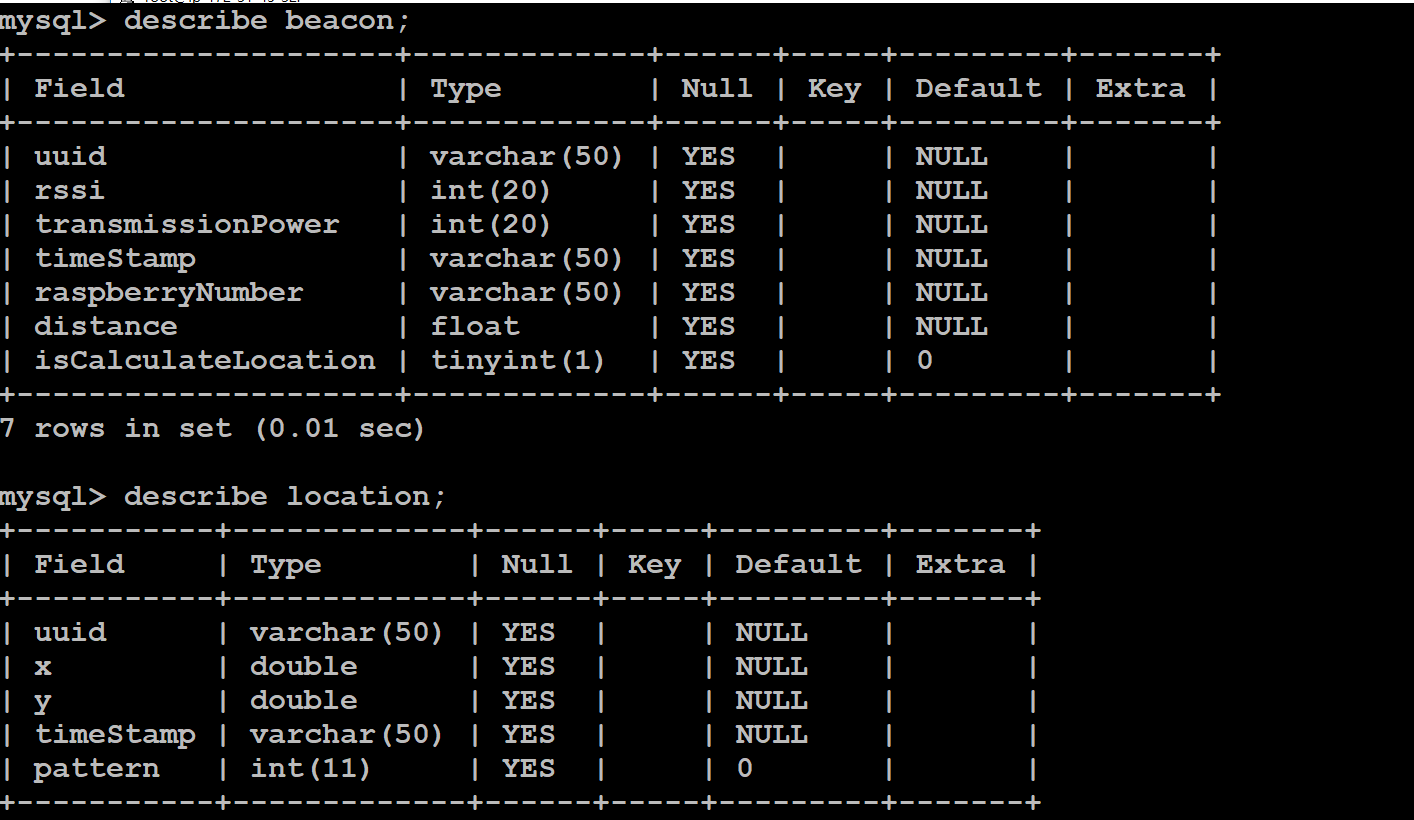 mysql> describe beacon;
+---------------------+-------------+------+-----+---------+-------+
| Field               | Type        | Null | Key | Default | Extra |
+---------------------+-------------+------+-----+---------+-------+
| uuid                | varchar(50) | YES  |     | NULL    |       |
| rssi                | int(20)     | YES  |     | NULL    |       |
| transmissionPower   | int(20)     | YES  |     | NULL    |       |
| timeStamp           | varchar(50) | YES  |     | NULL    |       |
| raspberryNumber     | varchar(50) | YES  |     | NULL    |       |
| distance            | float       | YES  |     | NULL    |       |
| isCalculateLocation | tinyint(1)  | YES  |     | 0       |       |
+---------------------+-------------+------+-----+---------+-------+
7 rows in set (0.01 sec)

mysql> describe location;
+-----------+-------------+------+-----+---------+-------+
| Field     | Type        | Null | Key | Default | Extra |
+-----------+-------------+------+-----+---------+-------+
| uuid      | varchar(50) | YES  |     | NULL    |       |
| x         | double      | YES  |     | NULL    |       |
| y         | double      | YES  |     | NULL    |       |
| timeStamp | varchar(50) | YES  |     | NULL    |       |
| pattern   | int(11)     | YES  |     | 0       |       |
+-----------+-------------+------+-----+---------+-------+